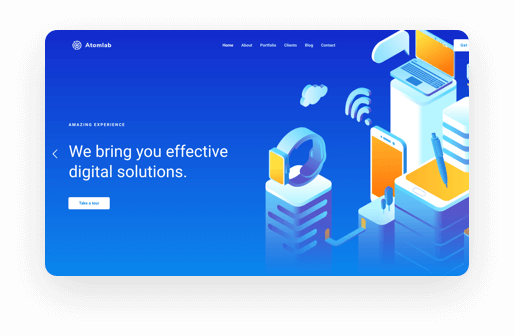 Atomlab
Home About Portfolio Clients Blog Contact
Get
AMAZING EXPERIENCE
We bring you effective
digital solutions.
Take a tour